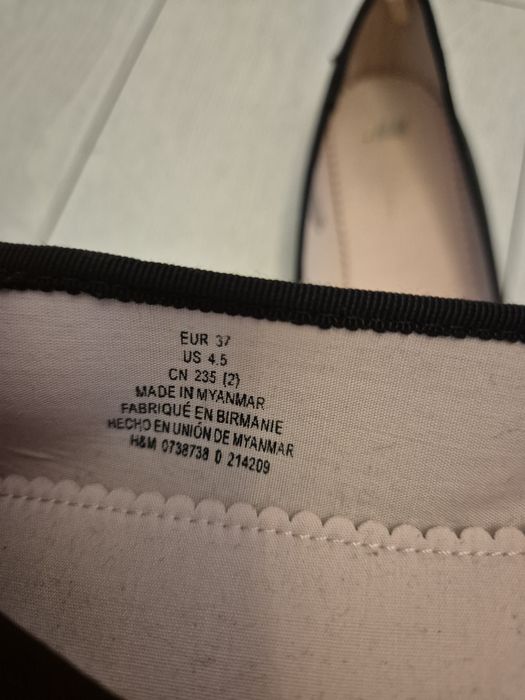 EUR 37
US 4.5
CN 235 (2)
MADE IN MYANMAR
FABRIQUÉ EN BIRMANIE
HECHO EN UNIÓN DE MYANMAR
H&M 0738738 0 214209